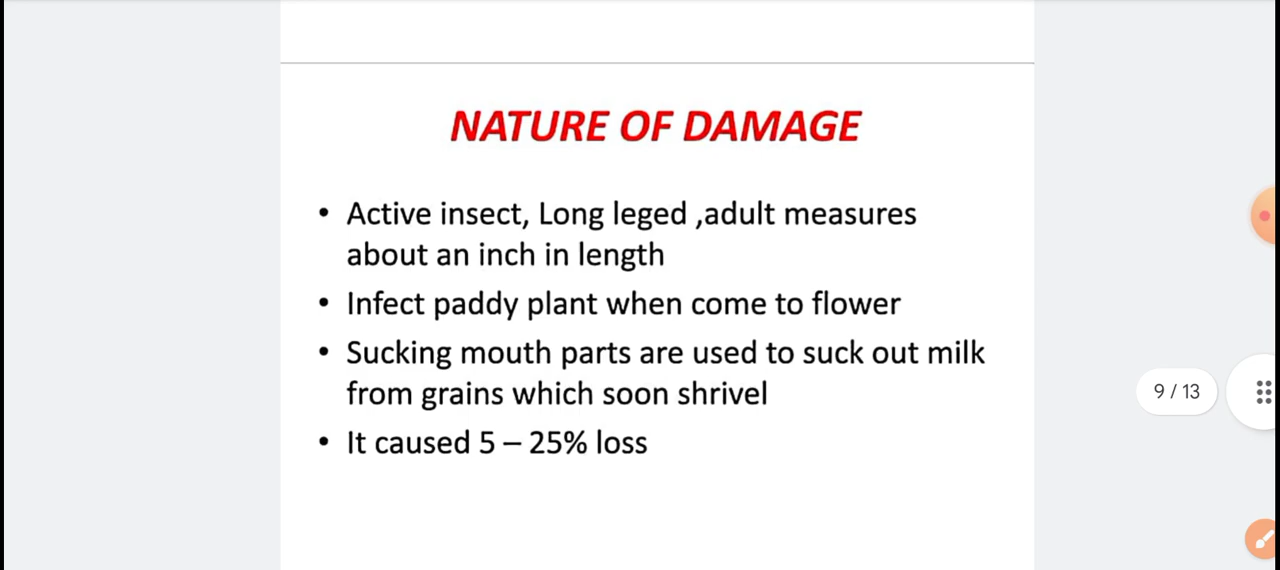 NATURE OF DAMAGE
• Active insect, Long leged ,adult measures
about an inch in length
• Infect paddy plant when come to flower
• Sucking mouth parts are used to suck out milk
from grains which soon shrivel
• It caused 5 – 25% loss
9 / 13